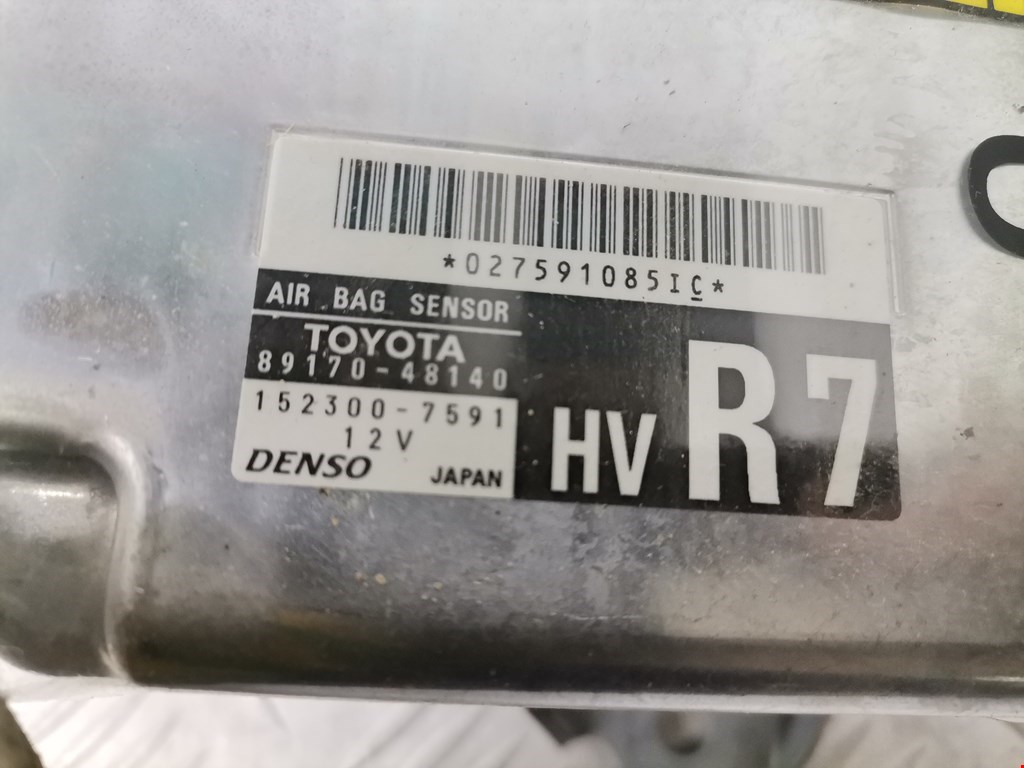 *027591085IC*
AIR BAG SENSOR
TOYOTA
89170-48140
152300-7591
12V
DENSO JAPAN
HV R7